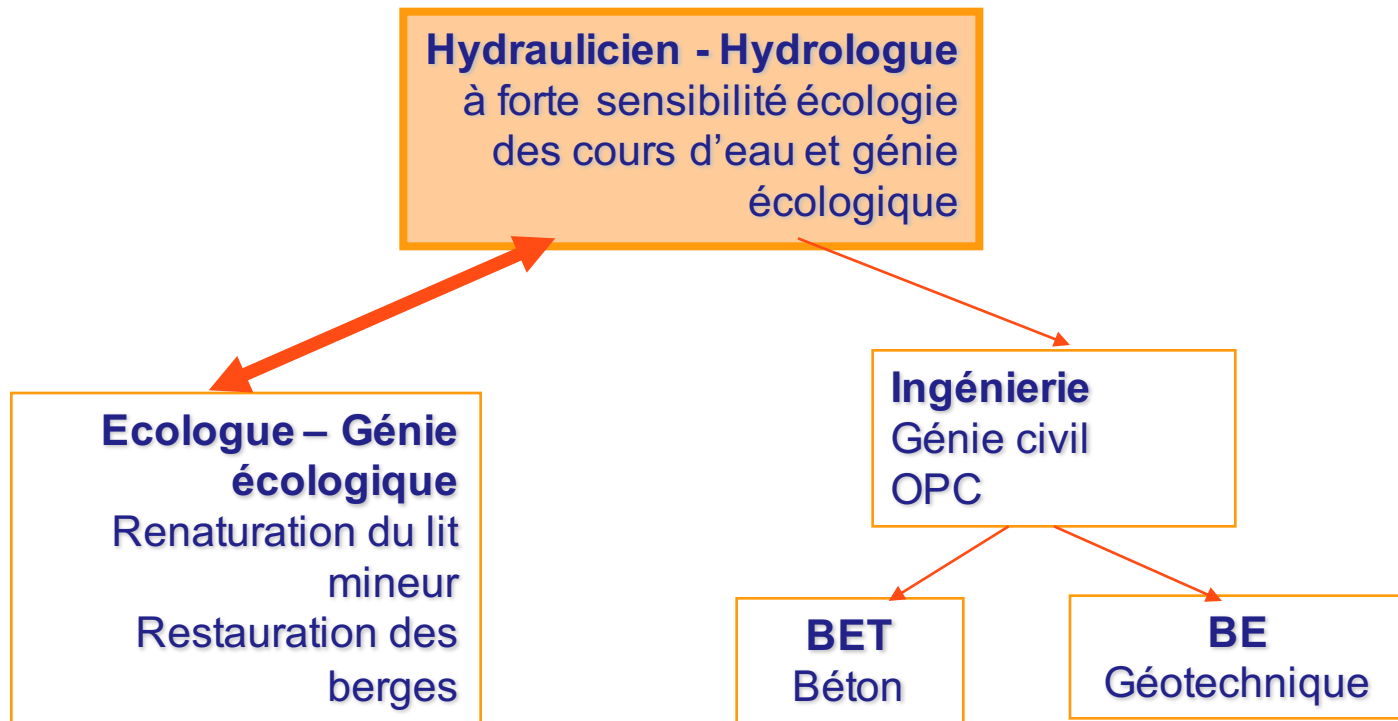 Hydraulicien - Hydrologue
à forte sensibilité écologie
des cours d’eau et génie
écologique
Ecologue – Génie
écologique
Renaturation du lit
mineur
Restauration des
berges
Ingénierie
Génie civil
OPC
BET
Béton
BE
Géotechnique